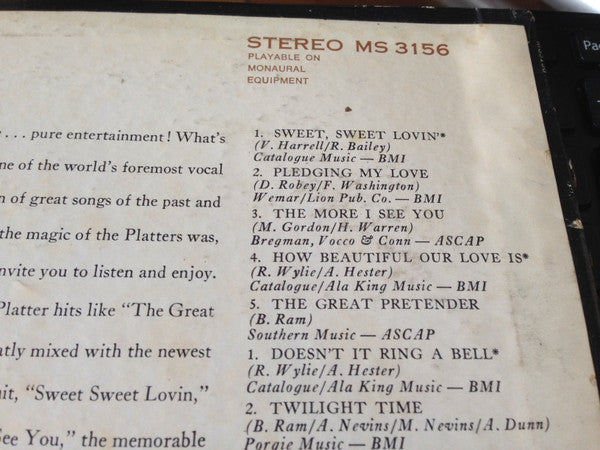 STEREO MS 3156
PLAYABLE ON
MONAURAL
EQUIPMENT
... pure entertainment! What's
ne of the world's foremost vocal
n of great songs of the past and
the magic of the Platters was,
nvite you to listen and enjoy.
Platter hits like "The Great
tly mixed with the newest
it, "Sweet Sweet Lovin,"
See You," the memorable
1. SWEET, SWEET LOVIN'*
(V. Harrell/R. Bailey)
Catalogue Music — BMI
2. PLEDGING MY LOVE
(D. Robey/F. Washington)
Wemar/Lion Pub. Co. — BMI
3. THE MORE I SEE YOU
(M. Gordon/H. Warren)
Bregman, Vocco & Conn — ASCAP
4. HOW BEAUTIFUL OUR LOVE IS*
(R. Wylie/A. Hester)
Catalogue/Ala King Music — BMI
5. THE GREAT PRETENDER
(B. Ram)
Southern Music — ASCAP
1. DOESN'T IT RING A BELL*
(R. Wylie/A. Hester)
Catalogue/Ala King Music — BMI
2. TWILIGHT TIME
(B. Ram/A. Nevins/M. Nevins/A. Dunn)
Porgie Music — BMI